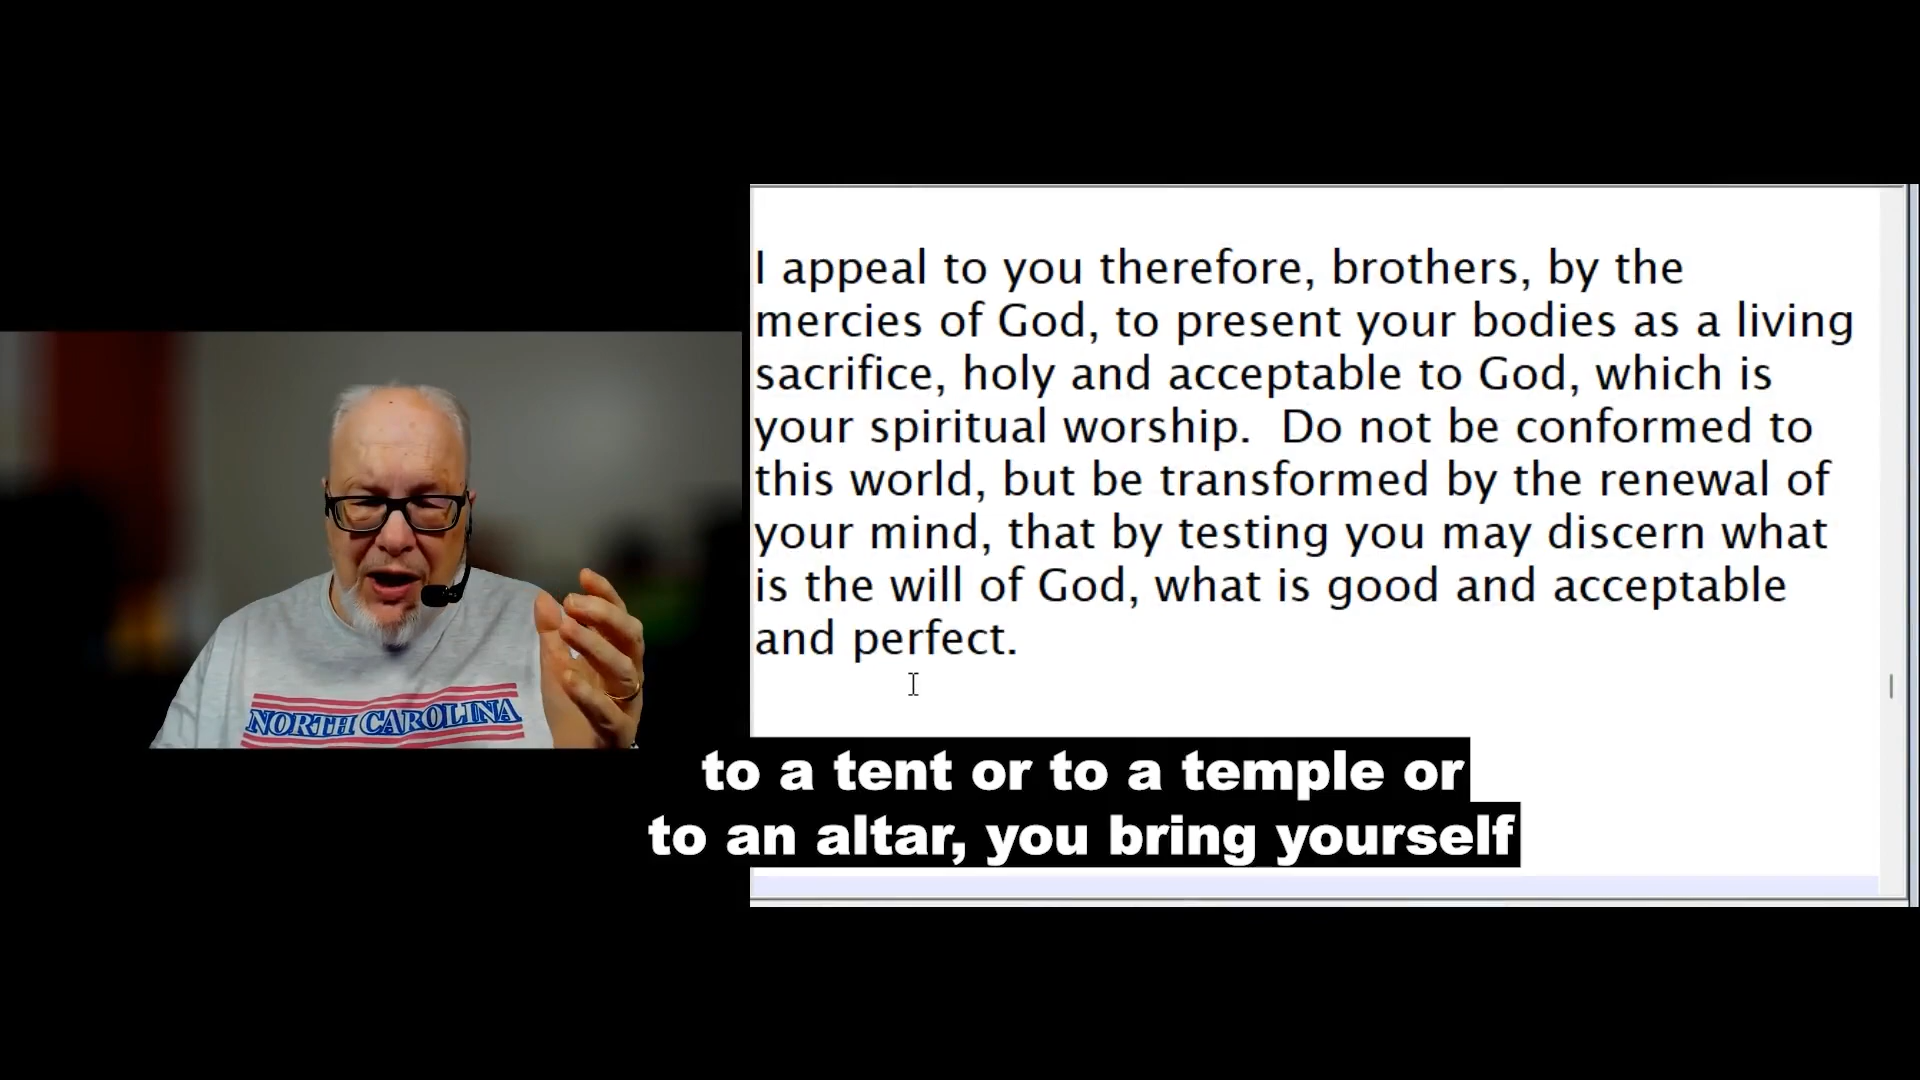 I appeal to you therefore, brothers, by the
mercies of God, to present your bodies as a living
sacrifice, holy and acceptable to God, which is
your spiritual worship.  Do not be conformed to
this world, but be transformed by the renewal of
your mind, that by testing you may discern what
is the will of God, what is good and acceptable
and perfect.
NORTH CAROLINA
to a tent or to a temple or
to an altar, you bring yourself